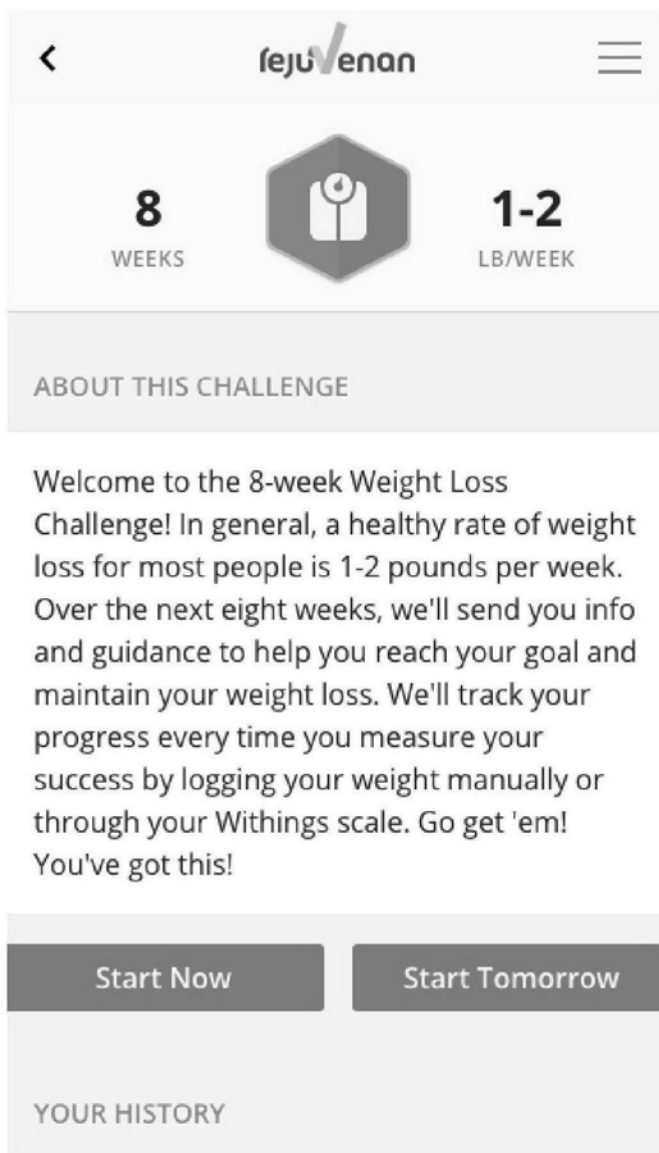 rejuvenan
8
WEEKS
1-2
LB/WEEK
ABOUT THIS CHALLENGE
Welcome to the 8-week Weight Loss
Challenge! In general, a healthy rate of weight
loss for most people is 1-2 pounds per week.
Over the next eight weeks, we'll send you info
and guidance to help you reach your goal and
maintain your weight loss. We'll track your
progress every time you measure your
success by logging your weight manually or
through your Withings scale. Go get 'em!
You've got this!
Start Now
Start Tomorrow
YOUR HISTORY